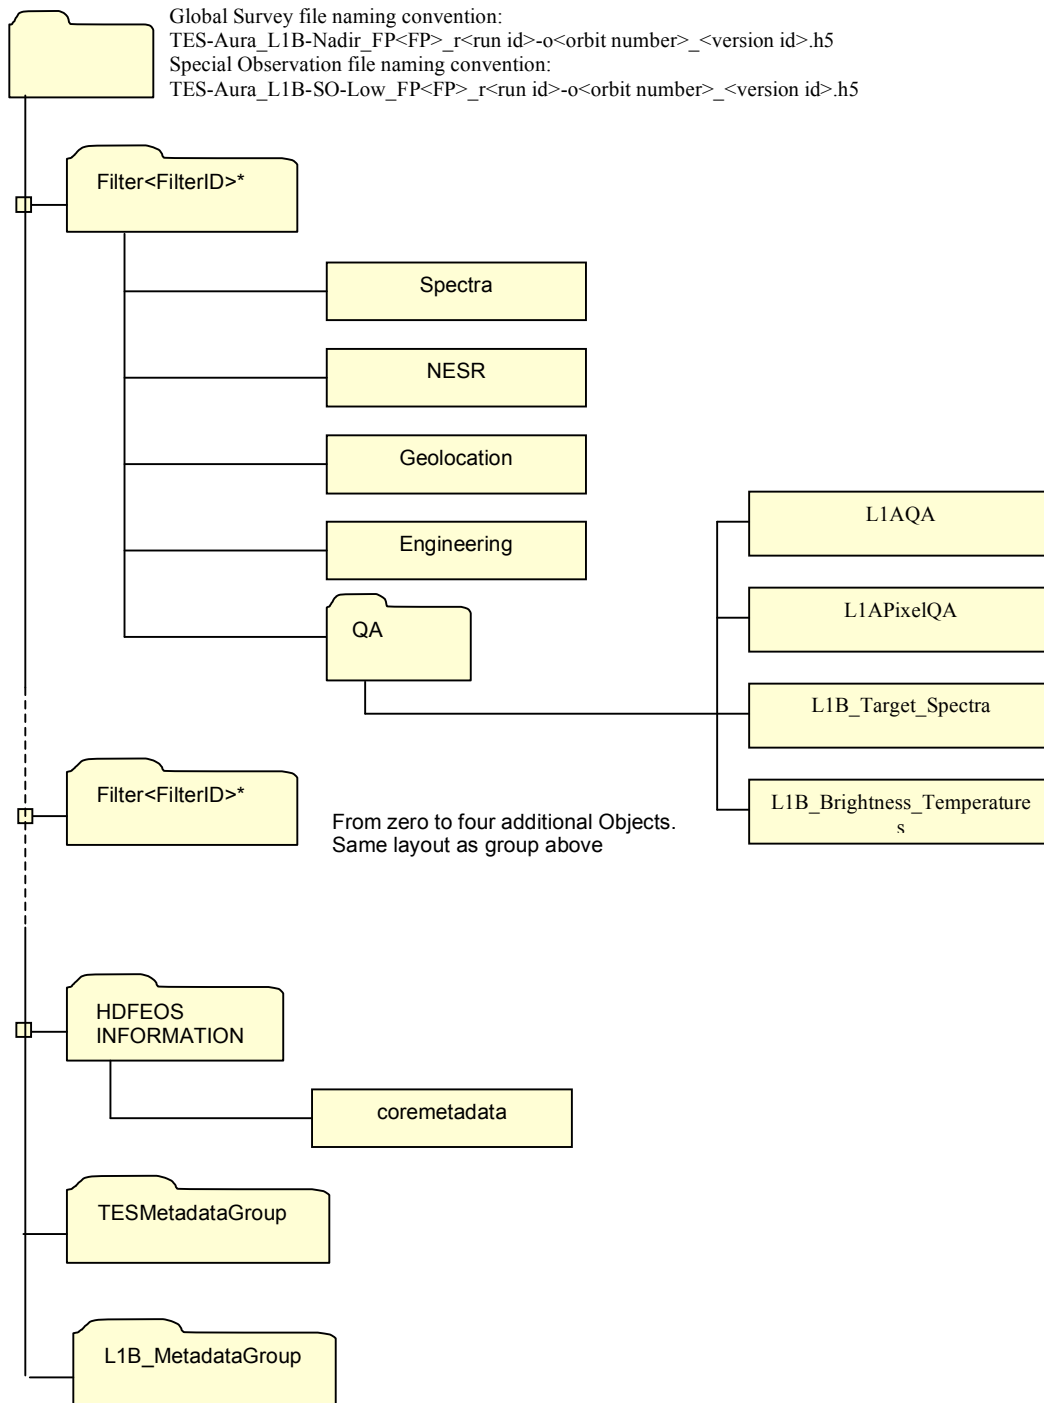 Global Survey file naming convention:
TES-Aura_L1B-Nadir_FP<FP>_r<run id>-o<orbit number>_<version id>.h5
Special Observation file naming convention:
TES-Aura_L1B-SO-Low_FP<FP>_r<run id>-o<orbit number>_<version id>.h5
Filter<FilterID>*
Spectra
NESR
Geolocation
Engineering
QA
L1AQA
L1APixelQA
L1B_Target_Spectra
L1B_Brightness_Temperature
s
Filter<FilterID>*
From zero to four additional Objects.
Same layout as group above
HDFEOS
INFORMATION
coremetadata
TESMetadataGroup
L1B_MetadataGroup